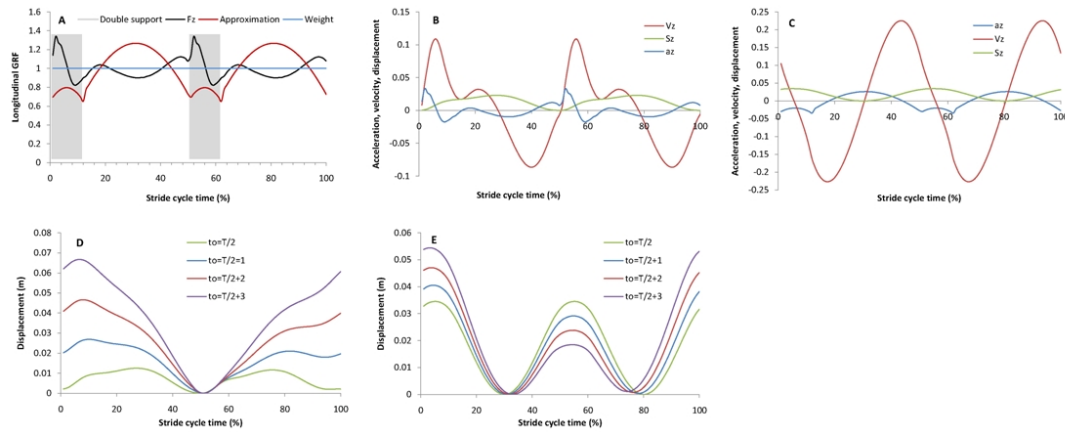 A
Double support Fz Approximation Weight
Longitudinal GRF
1.6
1.4
1.2
1
0.8
0.6
0.4
0.2
0
0 20 40 60 80 100
Stride cycle time (%)
B
Vz
Sz
az
Acceleration, velocity, displacement
0.15
0.1
0.05
0
-0.05
-0.1
0 20 40 60 80 100
Stride cycle time (%)
C
az
Vz
Sz
Acceleration, velocity, displacement
0.25
0.2
0.15
0.1
0.05
0
-0.05
-0.1
-0.15
-0.2
-0.25
0 20 40 60 80 100
Stride cycle time (%)
D
to=T/2
to=T/2=1
to=T/2+2
to=T/2+3
Displacement (m)
0.08
0.07
0.06
0.05
0.04
0.03
0.02
0.01
0
0 20 40 60 80 100
Stride cycle time (%)
E
to=T/2
to=T/2+1
to=T/2+2
to=T/2+3
Displacement (m)
0.06
0.05
0.04
0.03
0.02
0.01
0
0 20 40 60 80 100
Stride cycle time (%)